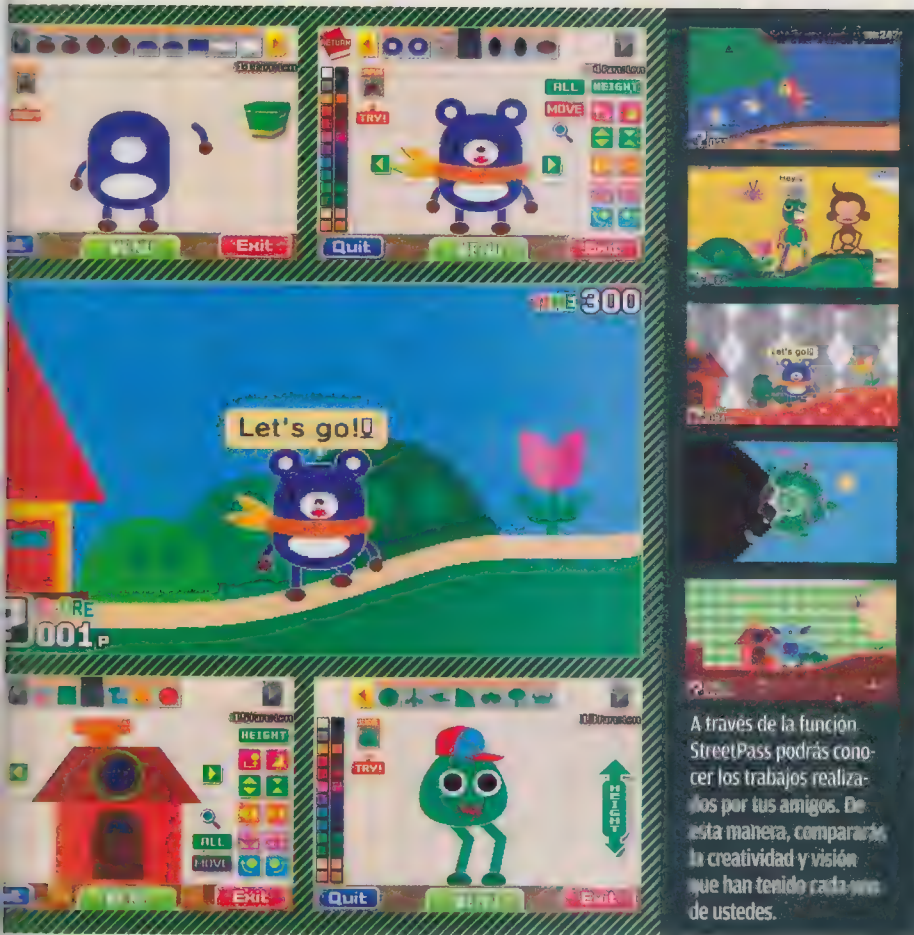 Exit
RETURN
TRY!
ALL HEIGHT
MOVE
Quit
300
Let's go!
001 P
HEIGHT
ALL
MOVE
Exit
TRY!
HEIGHT
Quit
Exit
Let's go!
A través de la función
StreetPass podrás cono-
cer los trabajos realiza-
dos por tus amigos. De
esta manera, compararás
la creatividad y visión
que han tenido cada uno
de ustedes.